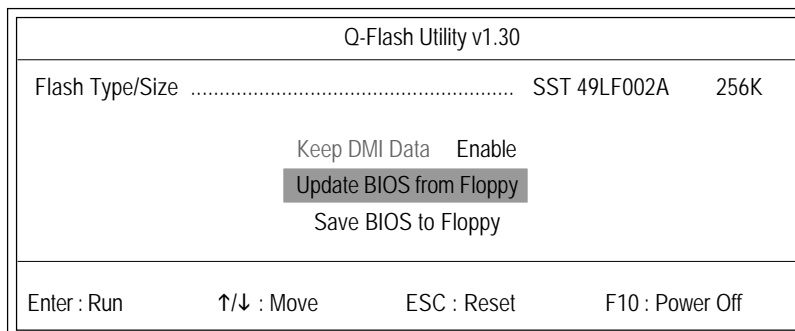 Q-Flash Utility v1.30
Flash Type/Size ...................................................... SST 49LF002A 256K
Keep DMI Data Enable
Update BIOS from Floppy
Save BIOS to Floppy
Enter : Run ↑/↓ : Move ESC : Reset F10 : Power Off